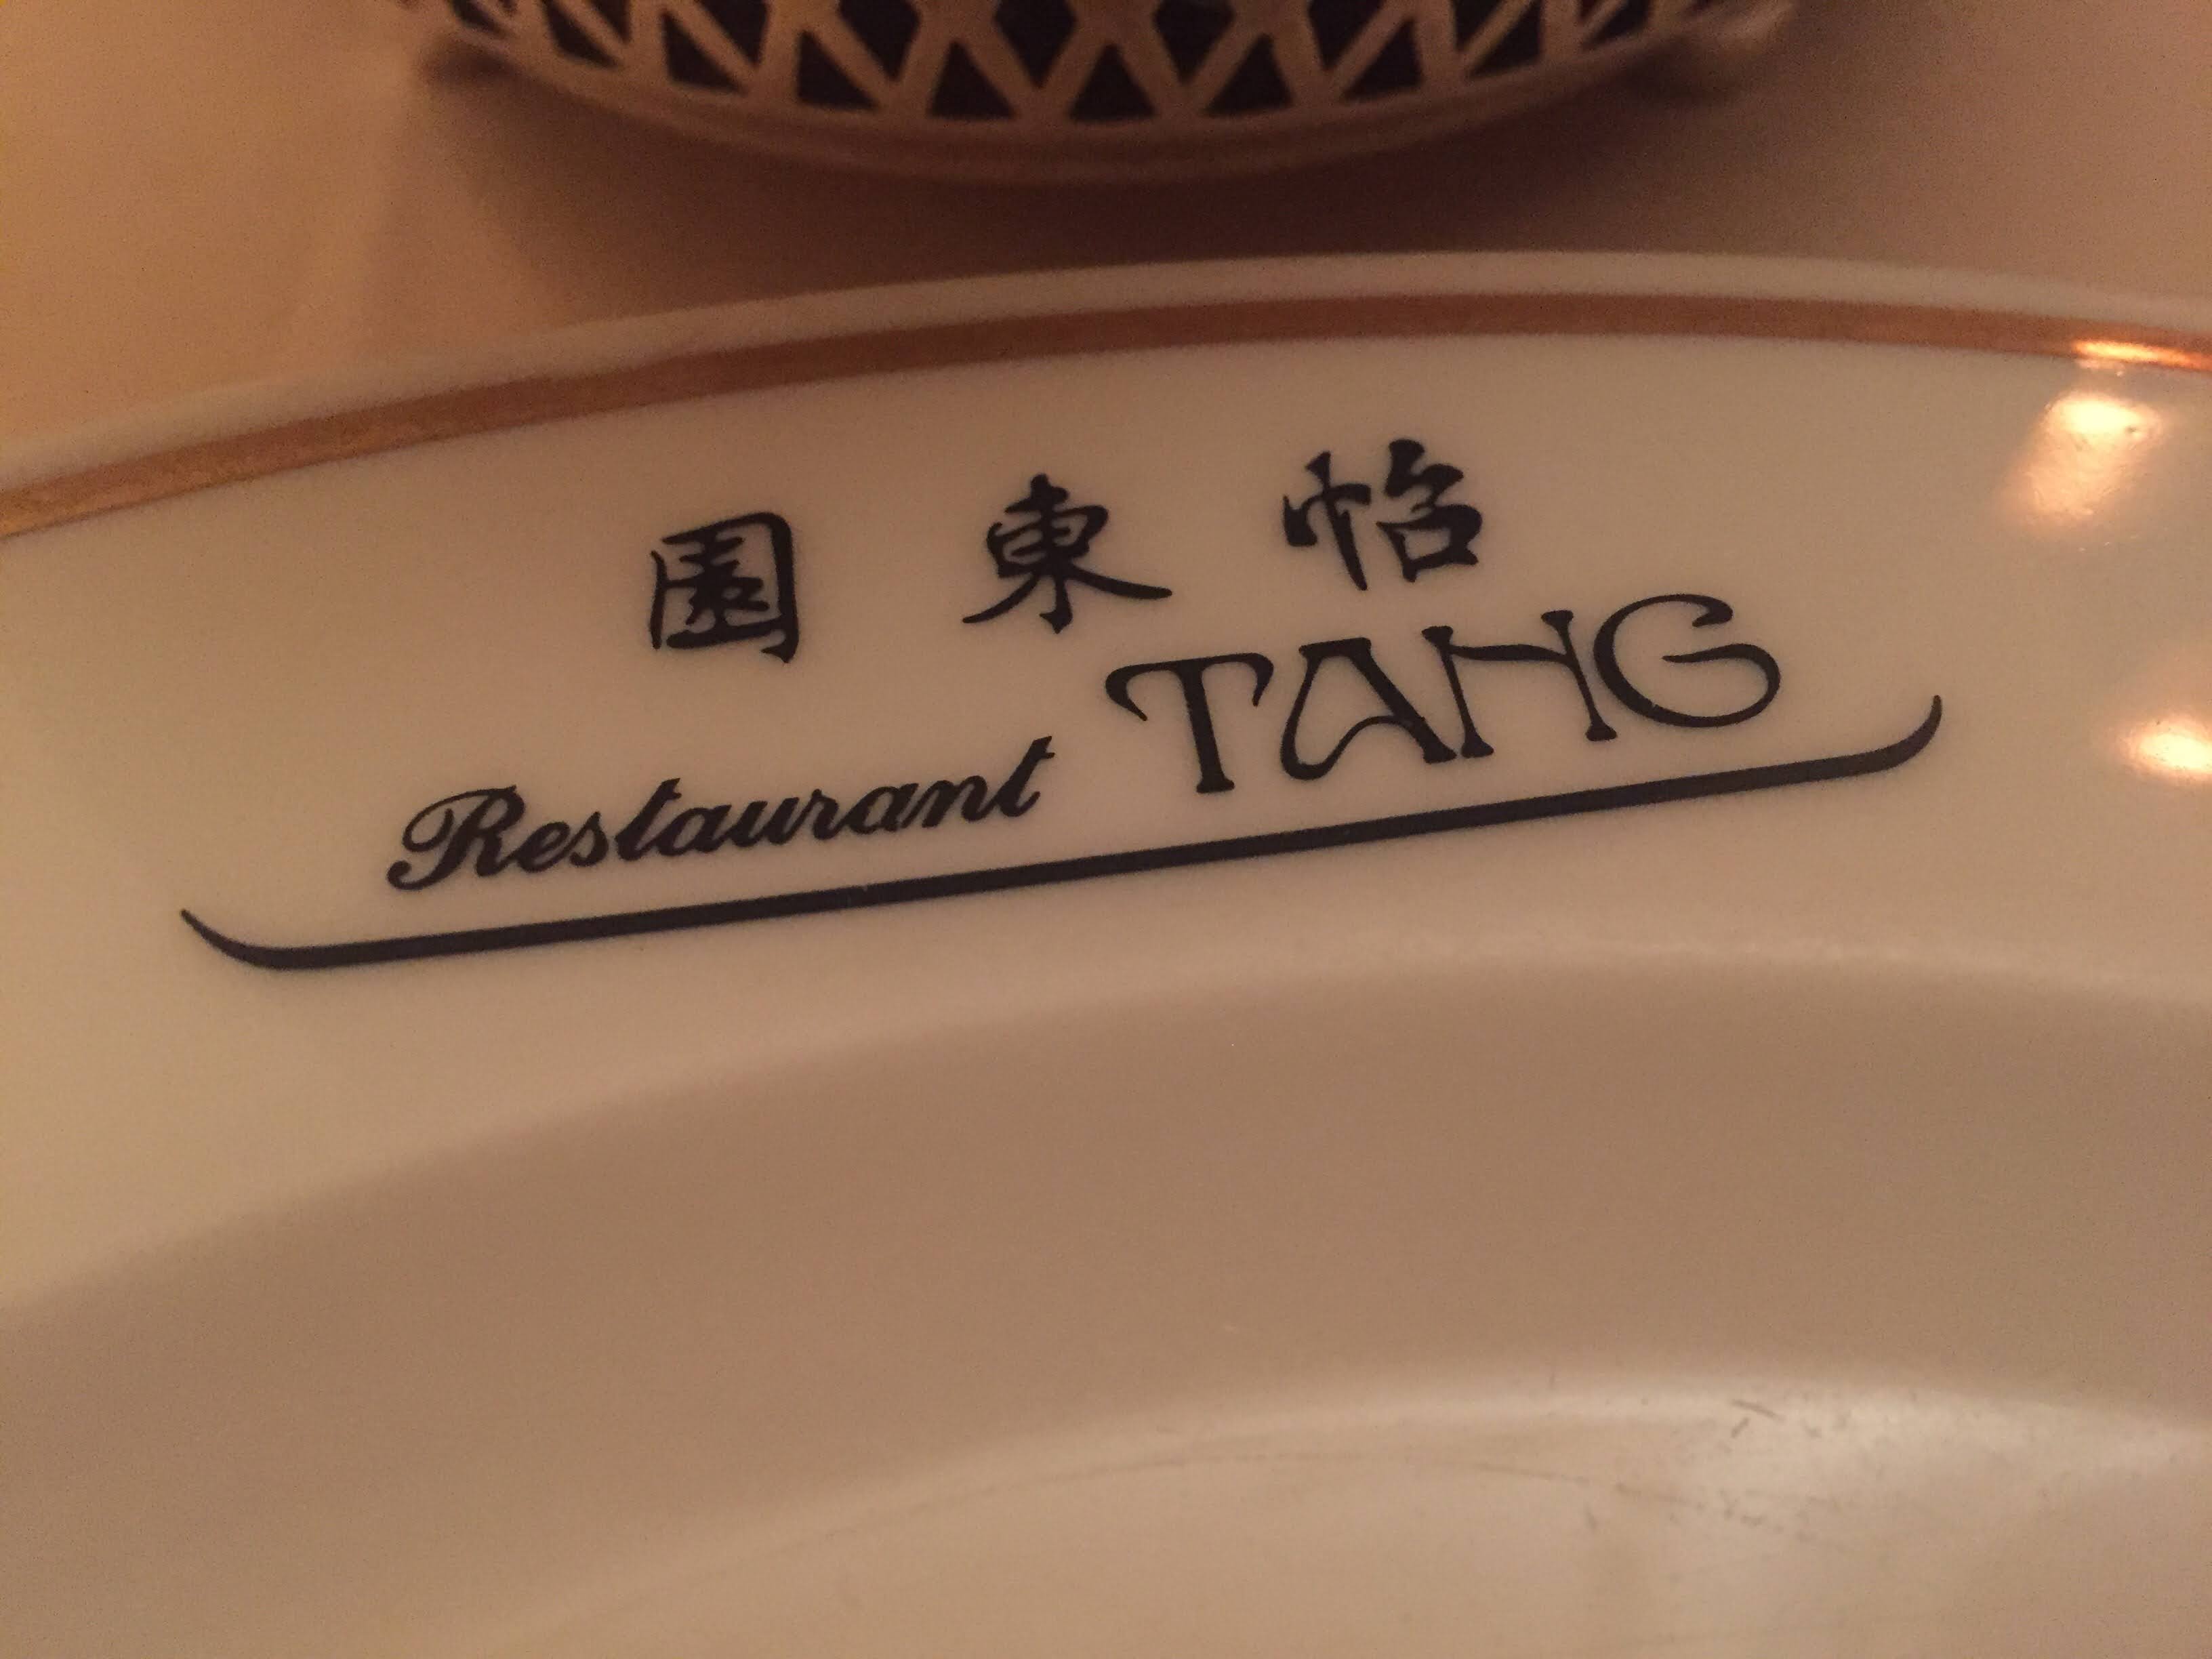 園東怡
Restaurant TANG